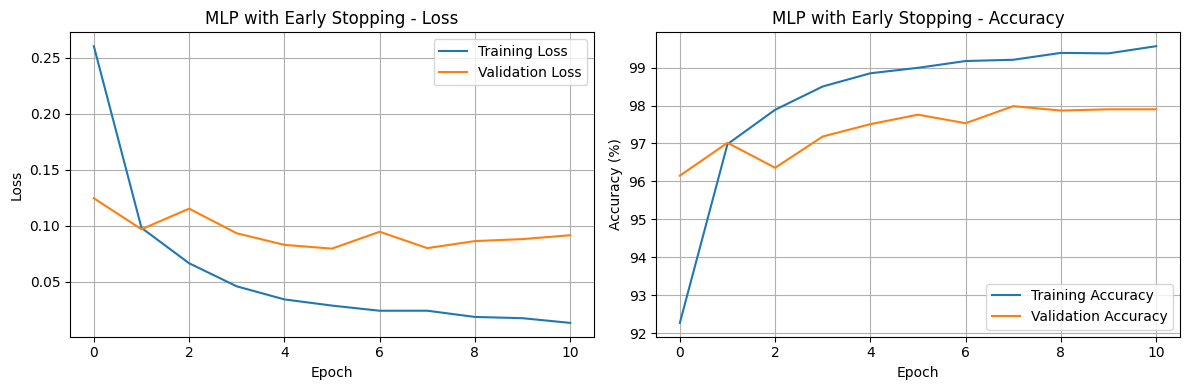 MLP with Early Stopping - Loss
Training Loss
Validation Loss
0.25
0.20
0.15
0.10
0.05
Loss
0 2 4 6 8 10
Epoch
MLP with Early Stopping - Accuracy
99
98
97
96
95
94
93
92
Accuracy (%)
Training Accuracy
Validation Accuracy
0 2 4 6 8 10
Epoch